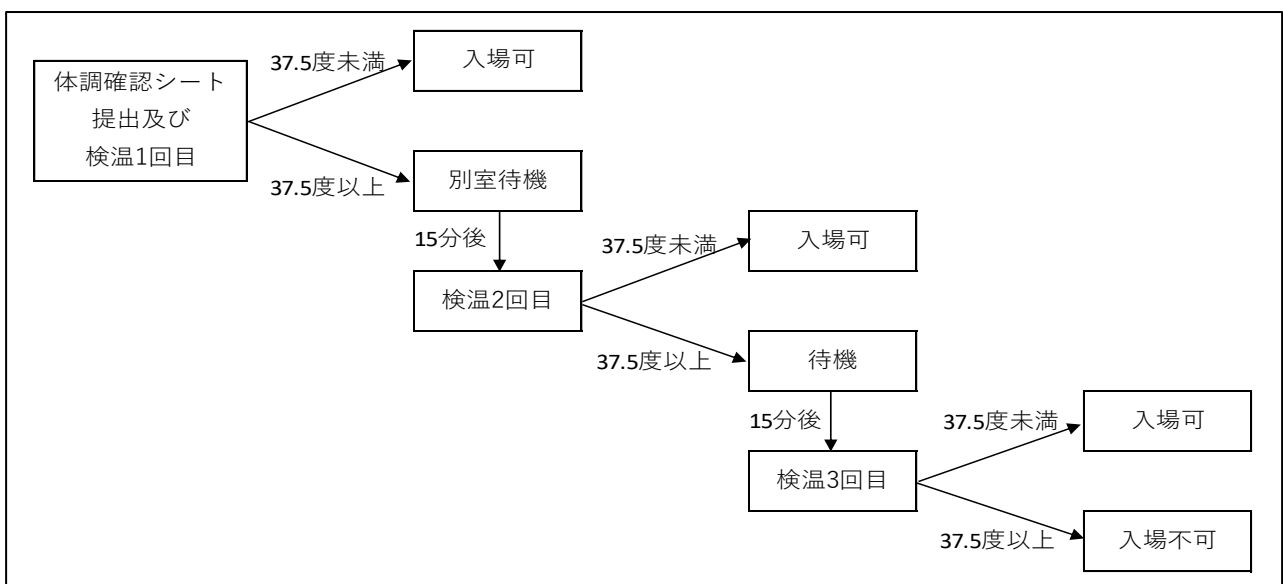 体調確認シート
提出及び
検温1回目
37.5度未満
入場可
37.5度以上
別室待機
15分後
検温2回目
37.5度未満
入場可
37.5度以上
待機
15分後
検温3回目
37.5度未満
入場可
37.5度以上
入場不可